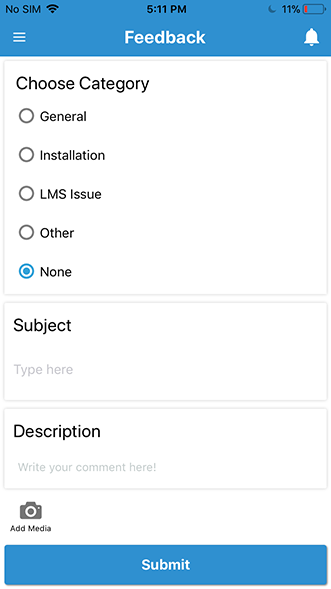 No SIM 5:11 PM 11%
Feedback
Choose Category
General
Installation
LMS Issue
Other
None
Subject
Type here
Description
Write your comment here!
Add Media
Submit